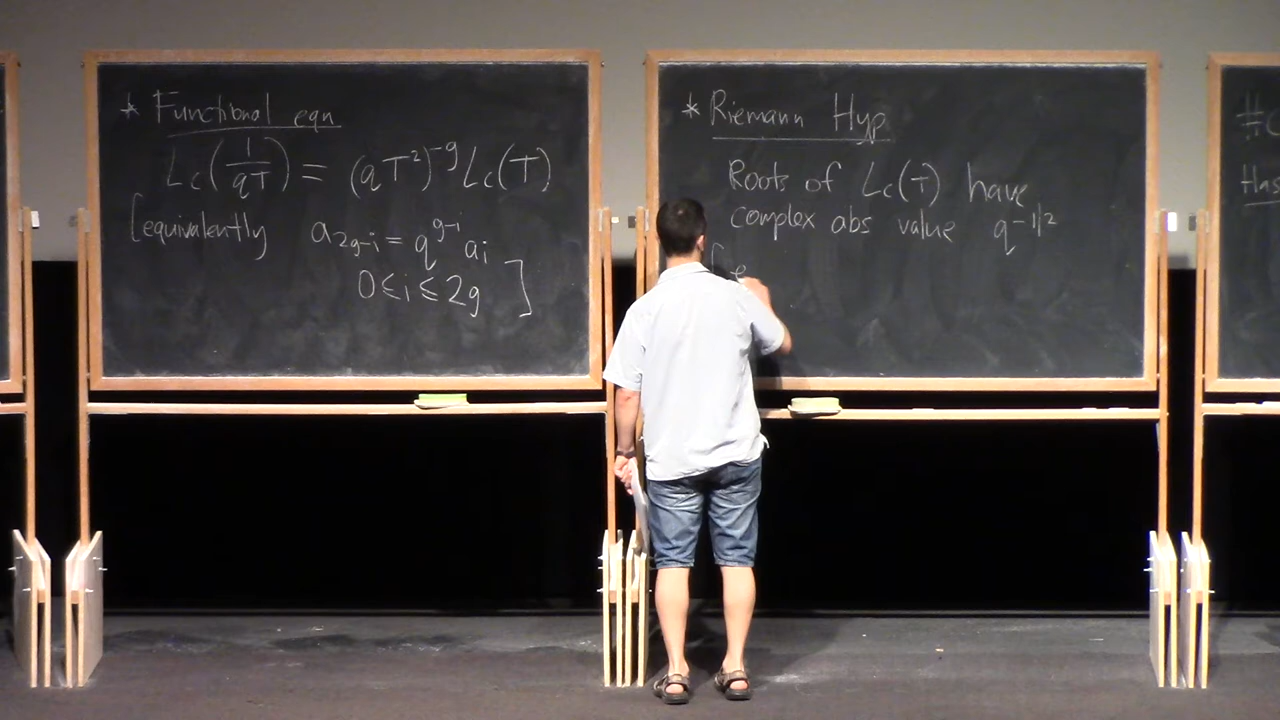 * Functional eqn
L_C(1/qT) = (qT²)^{-g} L_C(T)
[equivalently a_{2g-i} = q^{g-i} a_i
0 ≤ i ≤ 2g ]
* Riemann Hyp
Roots of L_C(T) have
complex abs value q^{-1/2}
[ e
#C
Has